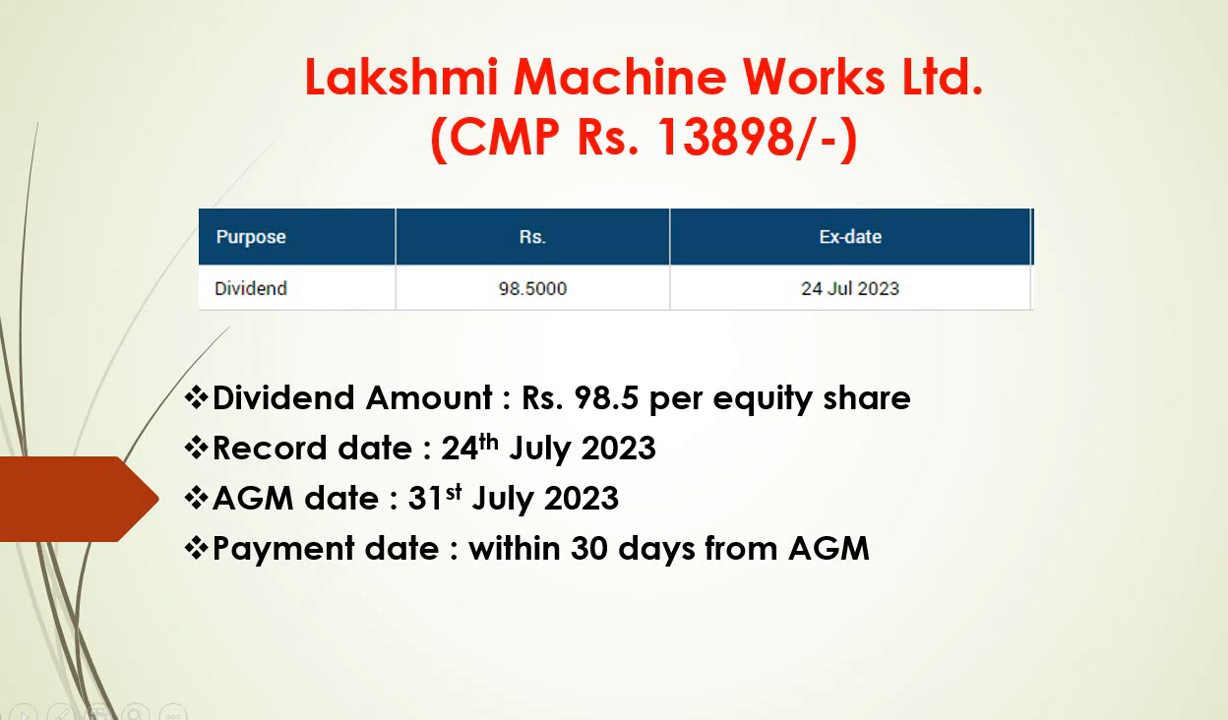 Lakshmi Machine Works Ltd.
(CMP Rs. 13898/-)
Purpose Rs. Ex-date
Dividend 98.5000 24 Jul 2023
❖Dividend Amount : Rs. 98.5 per equity share
❖Record date : 24th July 2023
❖AGM date : 31st July 2023
❖Payment date : within 30 days from AGM